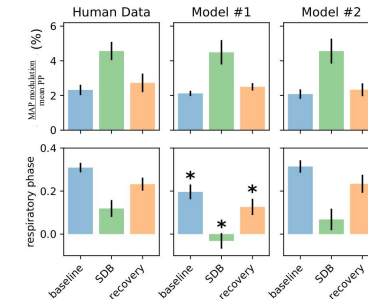 Human Data Model #1 Model #2
MAP modulation
mean PP
(%)
6
4
2
0
respiratory phase
0.4
0.2
0.0
* * *
baseline SDB recovery baseline SDB recovery baseline SDB recovery